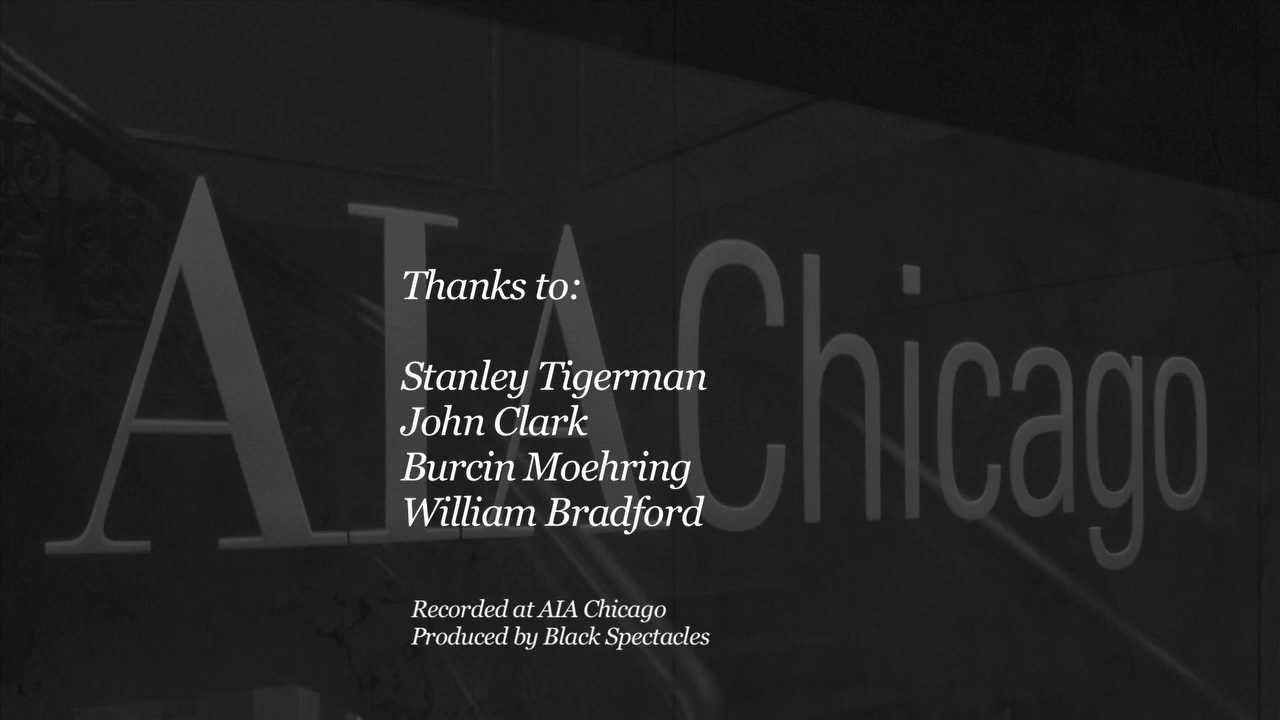 AIA Chicago
Thanks to:
Stanley Tigerman
John Clark
Burcin Moehring
William Bradford
Recorded at AIA Chicago
Produced by Black Spectacles